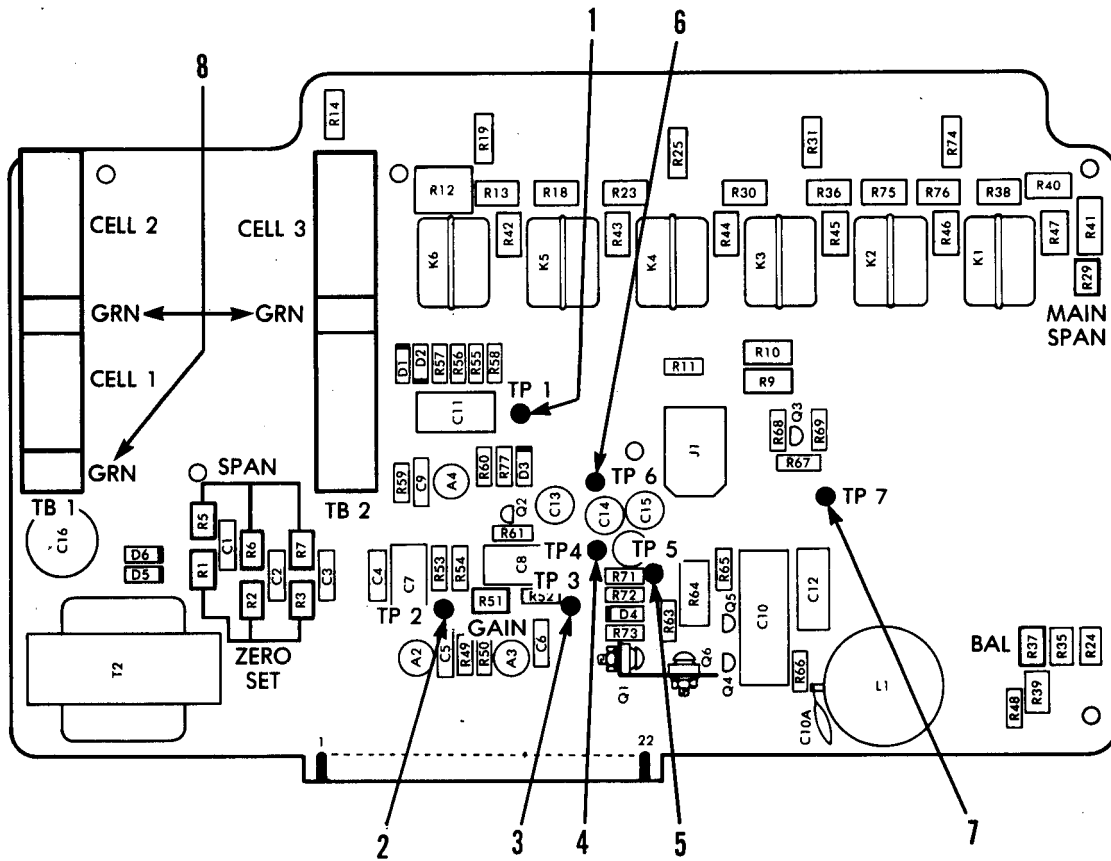 1
6
8
R14
R19
R25
R31
R74
CELL 2
CELL 3
R12
R13
R18
R23
R30
R36
R75
R76
R38
R40
K6
R42
K5
R43
K4
R44
K3
R45
K2
R46
K1
R47
R41
R29
MAIN
SPAN
GRN
GRN
CELL 1
D1
D2
R57
R56
R55
R58
R11
R10
R9
TP 1
C11
J1
R68
Q3
R69
R67
GRN
SPAN
R59
C9
A4
R60
R77
D3
TP 6
TP 7
TB 1
TB 2
C16
R5
C1
R6
R7
Q2
C13
C14
C15
R61
D6
D5
R1
C2
C3
R2
R3
C4
C7
R53
R54
C8
TP4
TP 5
R71
R72
D4
R73
R64
R65
C10
C12
TP 2
R51
R52
TP 3
R63
Q5
GAIN
ZERO
SET
T2
A2
C5
R49
R50
A3
C6
Q1
Q6
Q4
R66
C10A
L1
BAL
R37
R35
R24
R39
R48
1
22
2
3
4
5
7